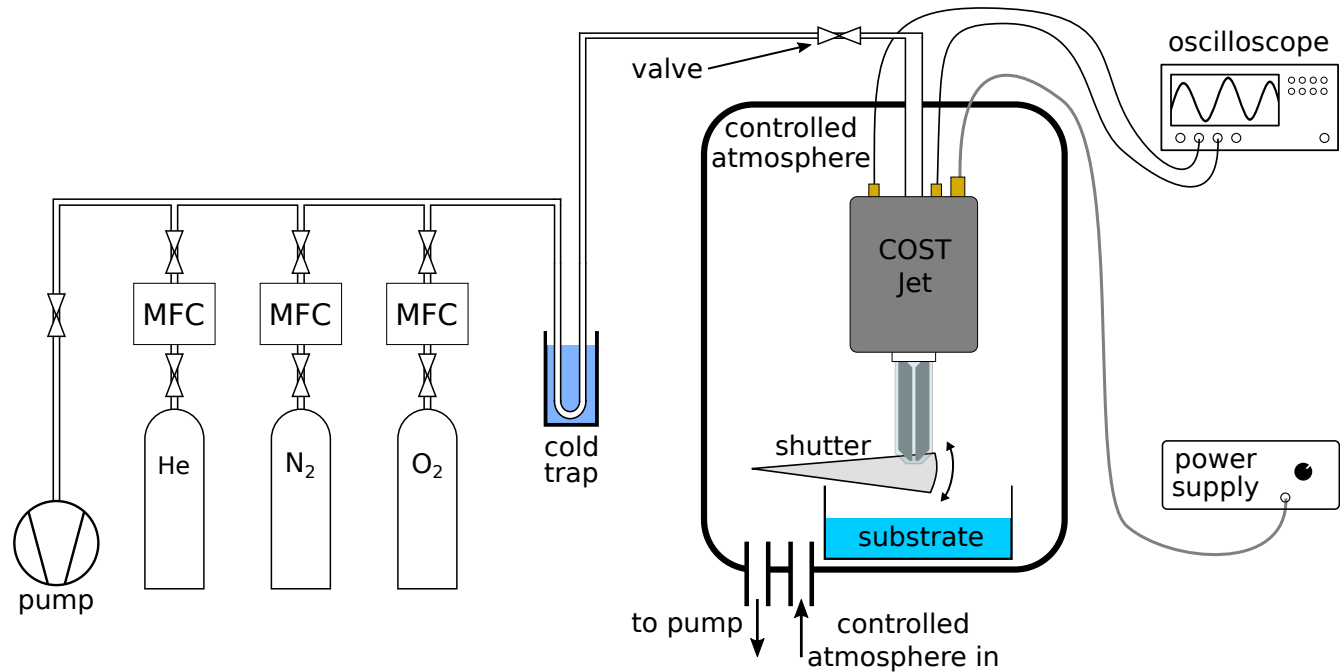 oscilloscope
valve
controlled
atmosphere
COST
Jet
MFC
MFC
MFC
He
N₂
O₂
cold
trap
shutter
power
supply
substrate
pump
to pump
controlled
atmosphere in